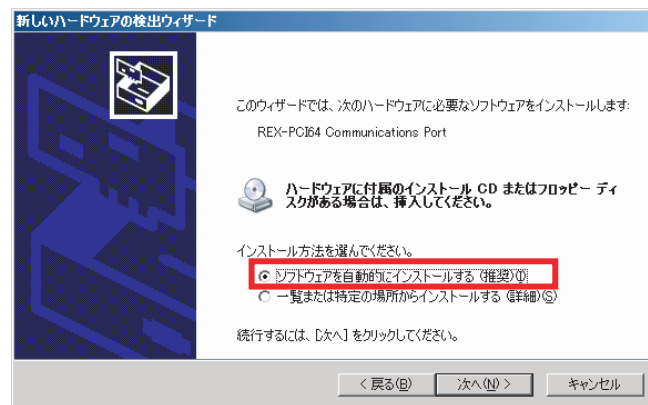 新しいハードウェアの検出ウィザード
このウィザードでは、次のハードウェアに必要なソフトウェアをインストールします:
REX-PCI64 Communications Port
ハードウェアに付属のインストール CD またはフロッピー ディ
スクがある場合は、挿入してください。
インストール方法を選んでください。
ソフトウェアを自動的にインストールする (推奨)(I)
一覧または特定の場所からインストールする (詳細)(S)
続行するには、[次へ] をクリックしてください。
< 戻る(B) 次へ(N) > キャンセル